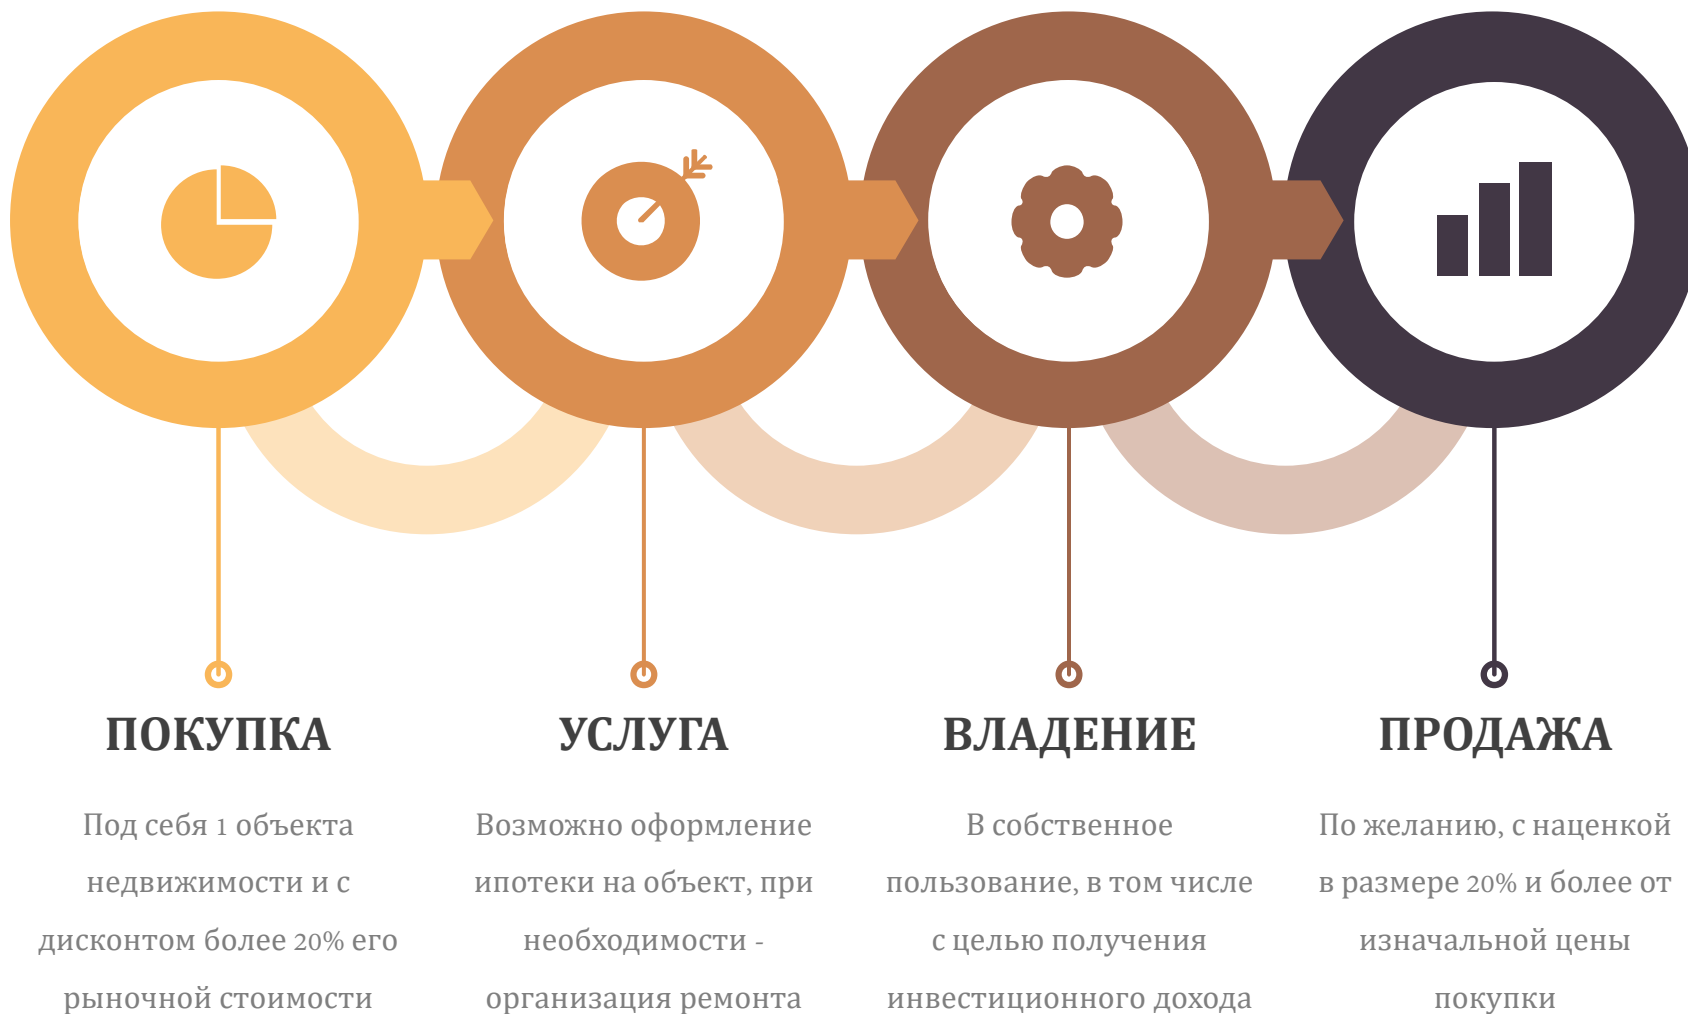 ПОКУПКА
Под себя 1 объекта
недвижимости и с
дисконтом более 20% его
рыночной стоимости
УСЛУГА
Возможно оформление
ипотеки на объект, при
необходимости -
организация ремонта
ВЛАДЕНИЕ
В собственное
пользование, в том числе
с целью получения
инвестиционного дохода
ПРОДАЖА
По желанию, с наценкой
в размере 20% и более от
изначальной цены
покупки